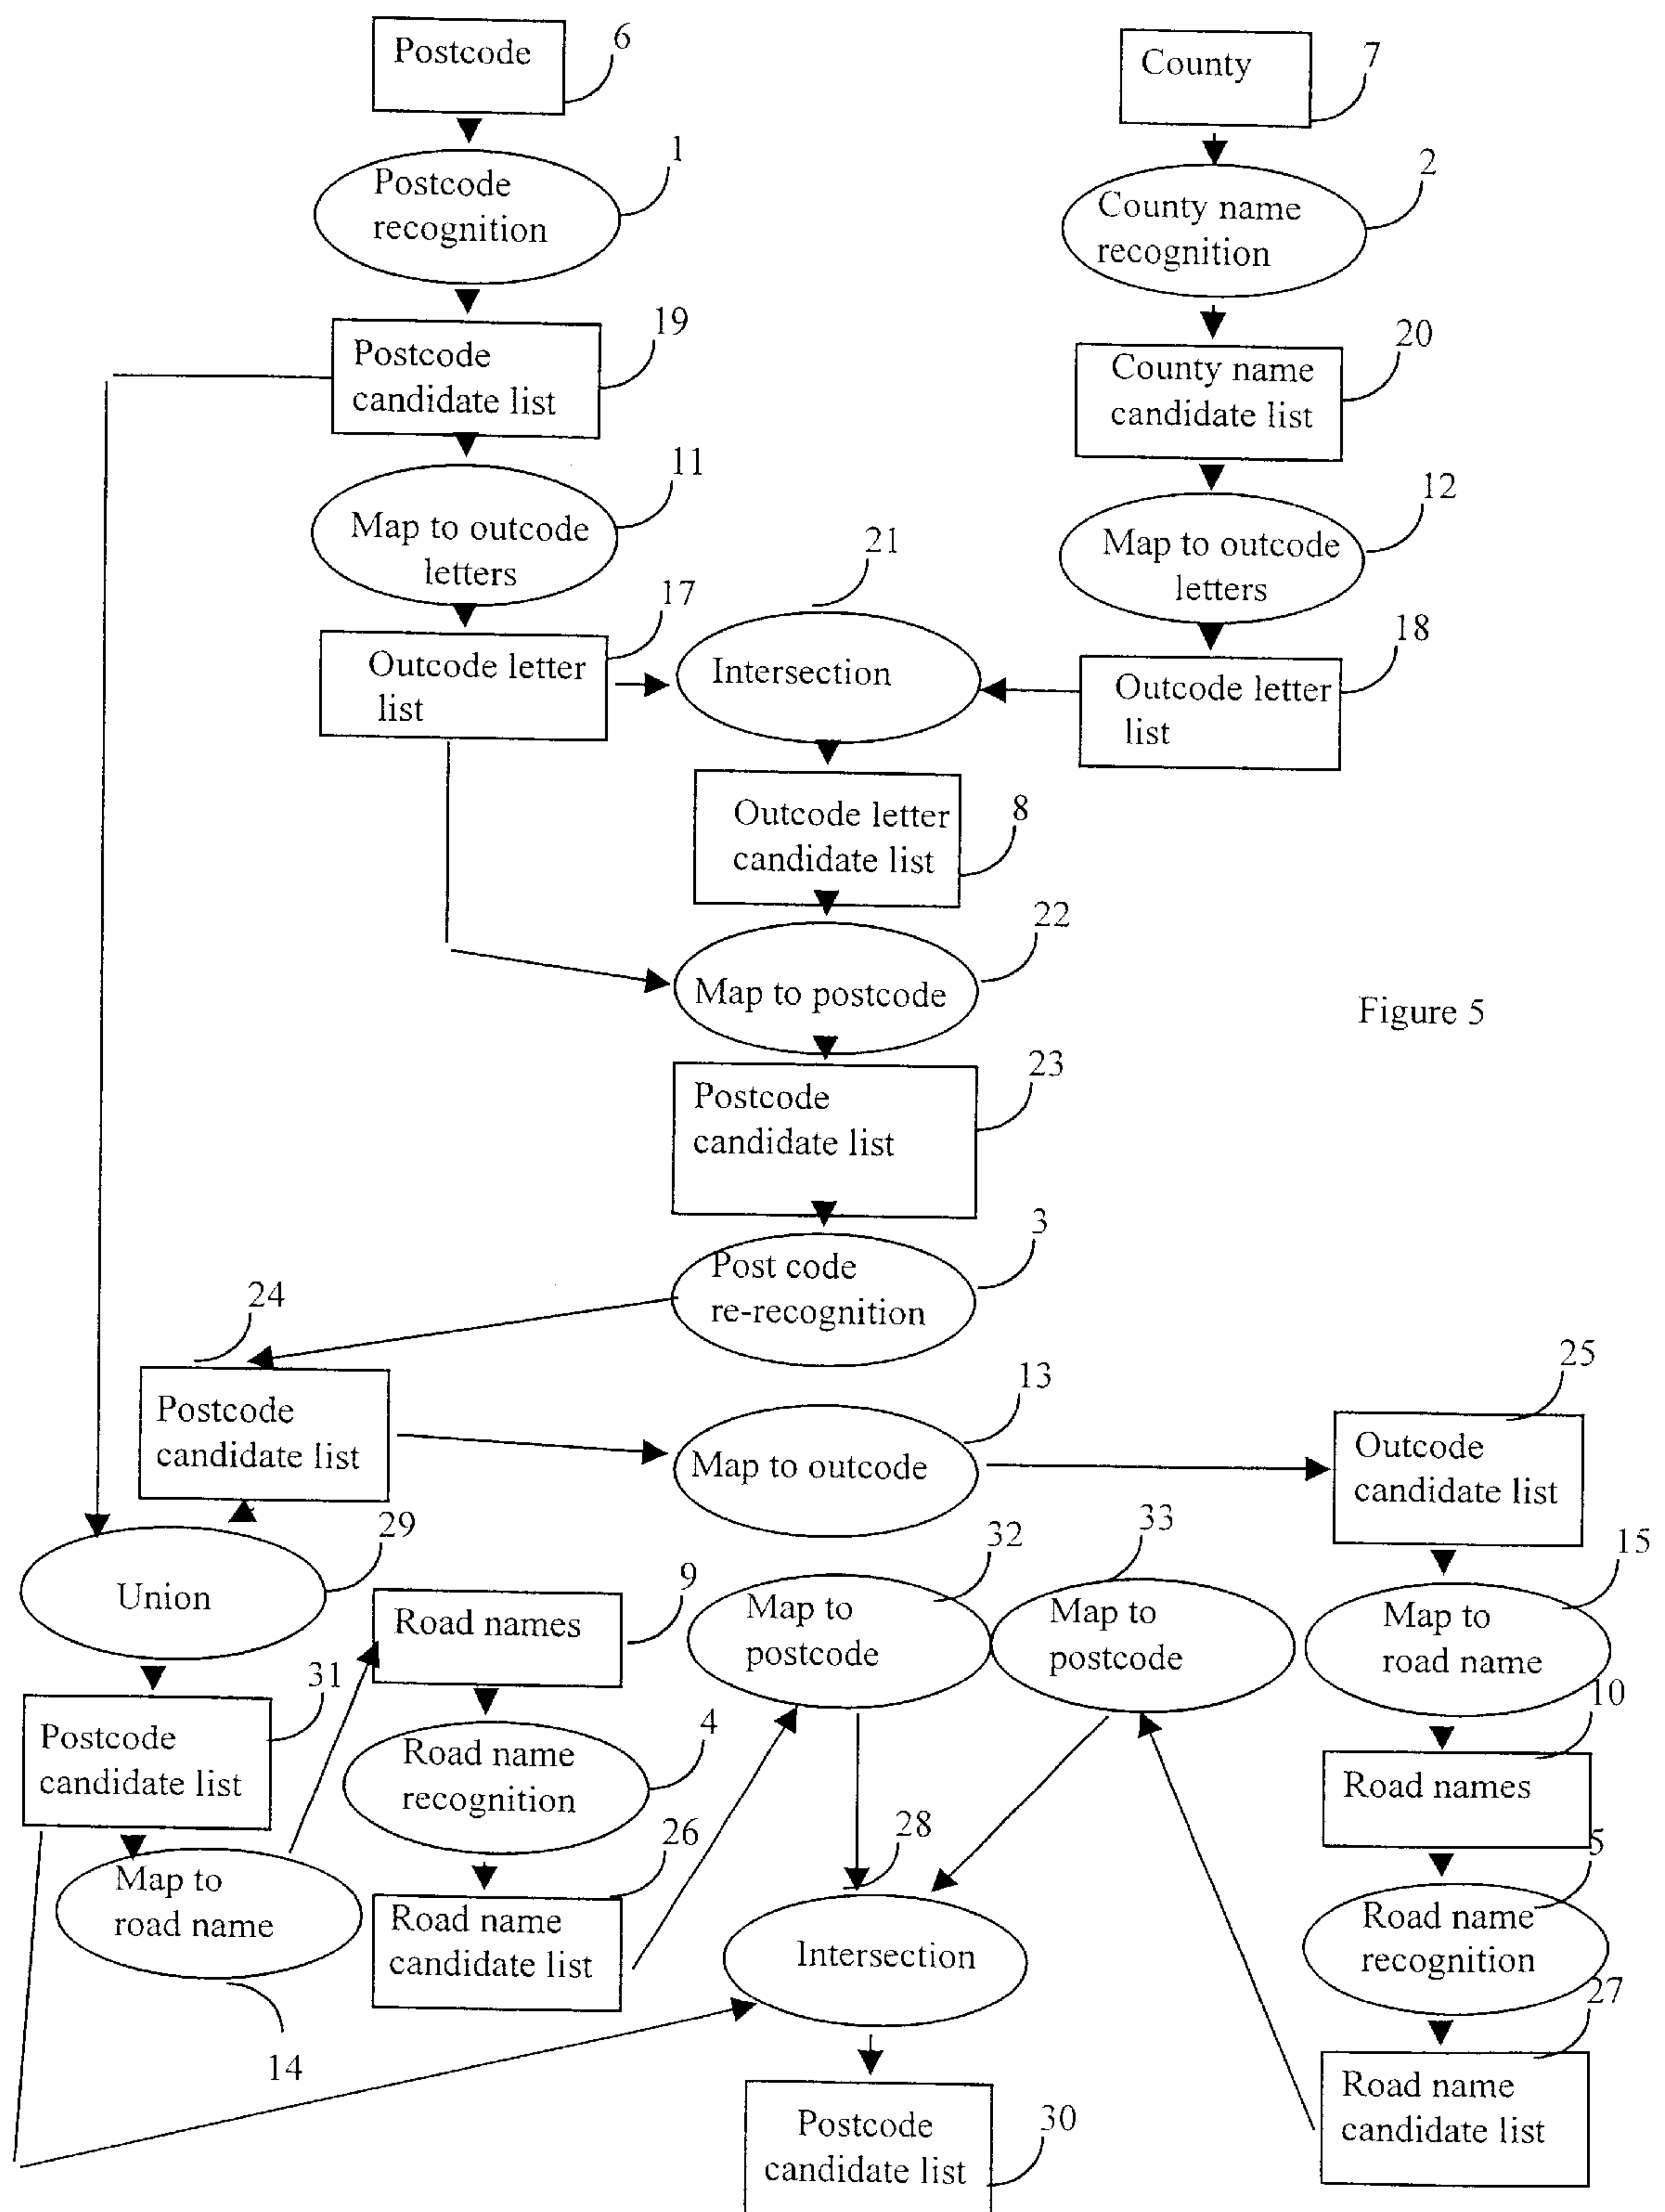 Postcode
6
County
7
Postcode
recognition
1
County name
recognition
2
Postcode
candidate list
19
County name
candidate list
20
Map to outcode
letters
11
Map to outcode
letters
12
Outcode letter
list
17
Intersection
21
Outcode letter
list
18
Outcode letter
candidate list
8
Map to postcode
22
Figure 5
Postcode
candidate list
23
Post code
re-recognition
3
Postcode
candidate list
24
Map to outcode
13
Outcode
candidate list
25
Union
29
Road names
9
Map to
postcode
32
Map to
postcode
33
Map to
road name
15
Postcode
candidate list
31
Road name
recognition
4
Road names
10
Map to
road name
14
Road name
candidate list
26
Intersection
28
Road name
recognition
5
Road name
candidate list
27
Postcode
candidate list
30